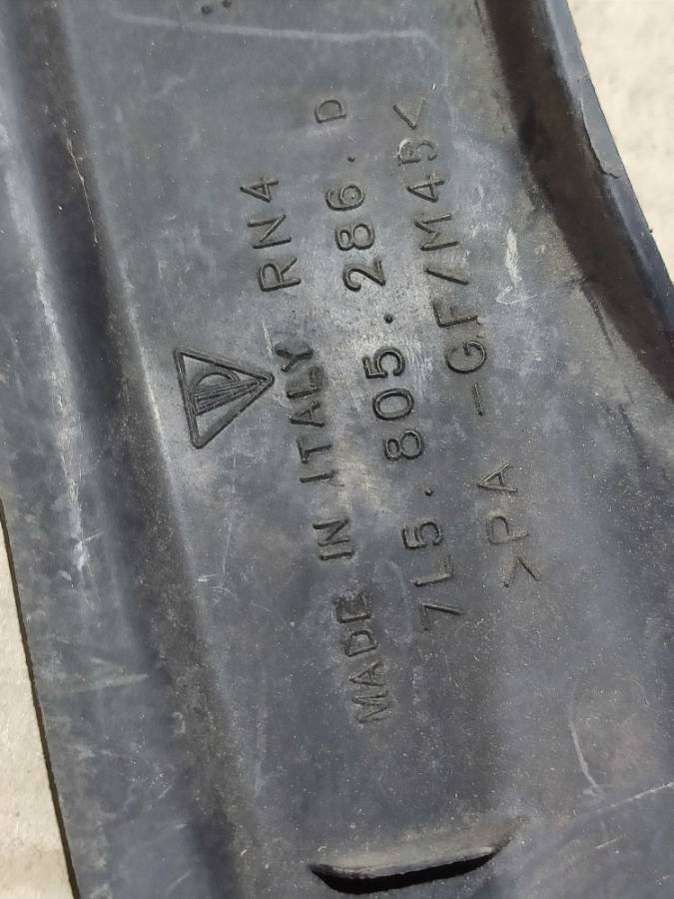 MADE IN ITALY RN4
7L5.805.286.D
>PA -GF/M45<